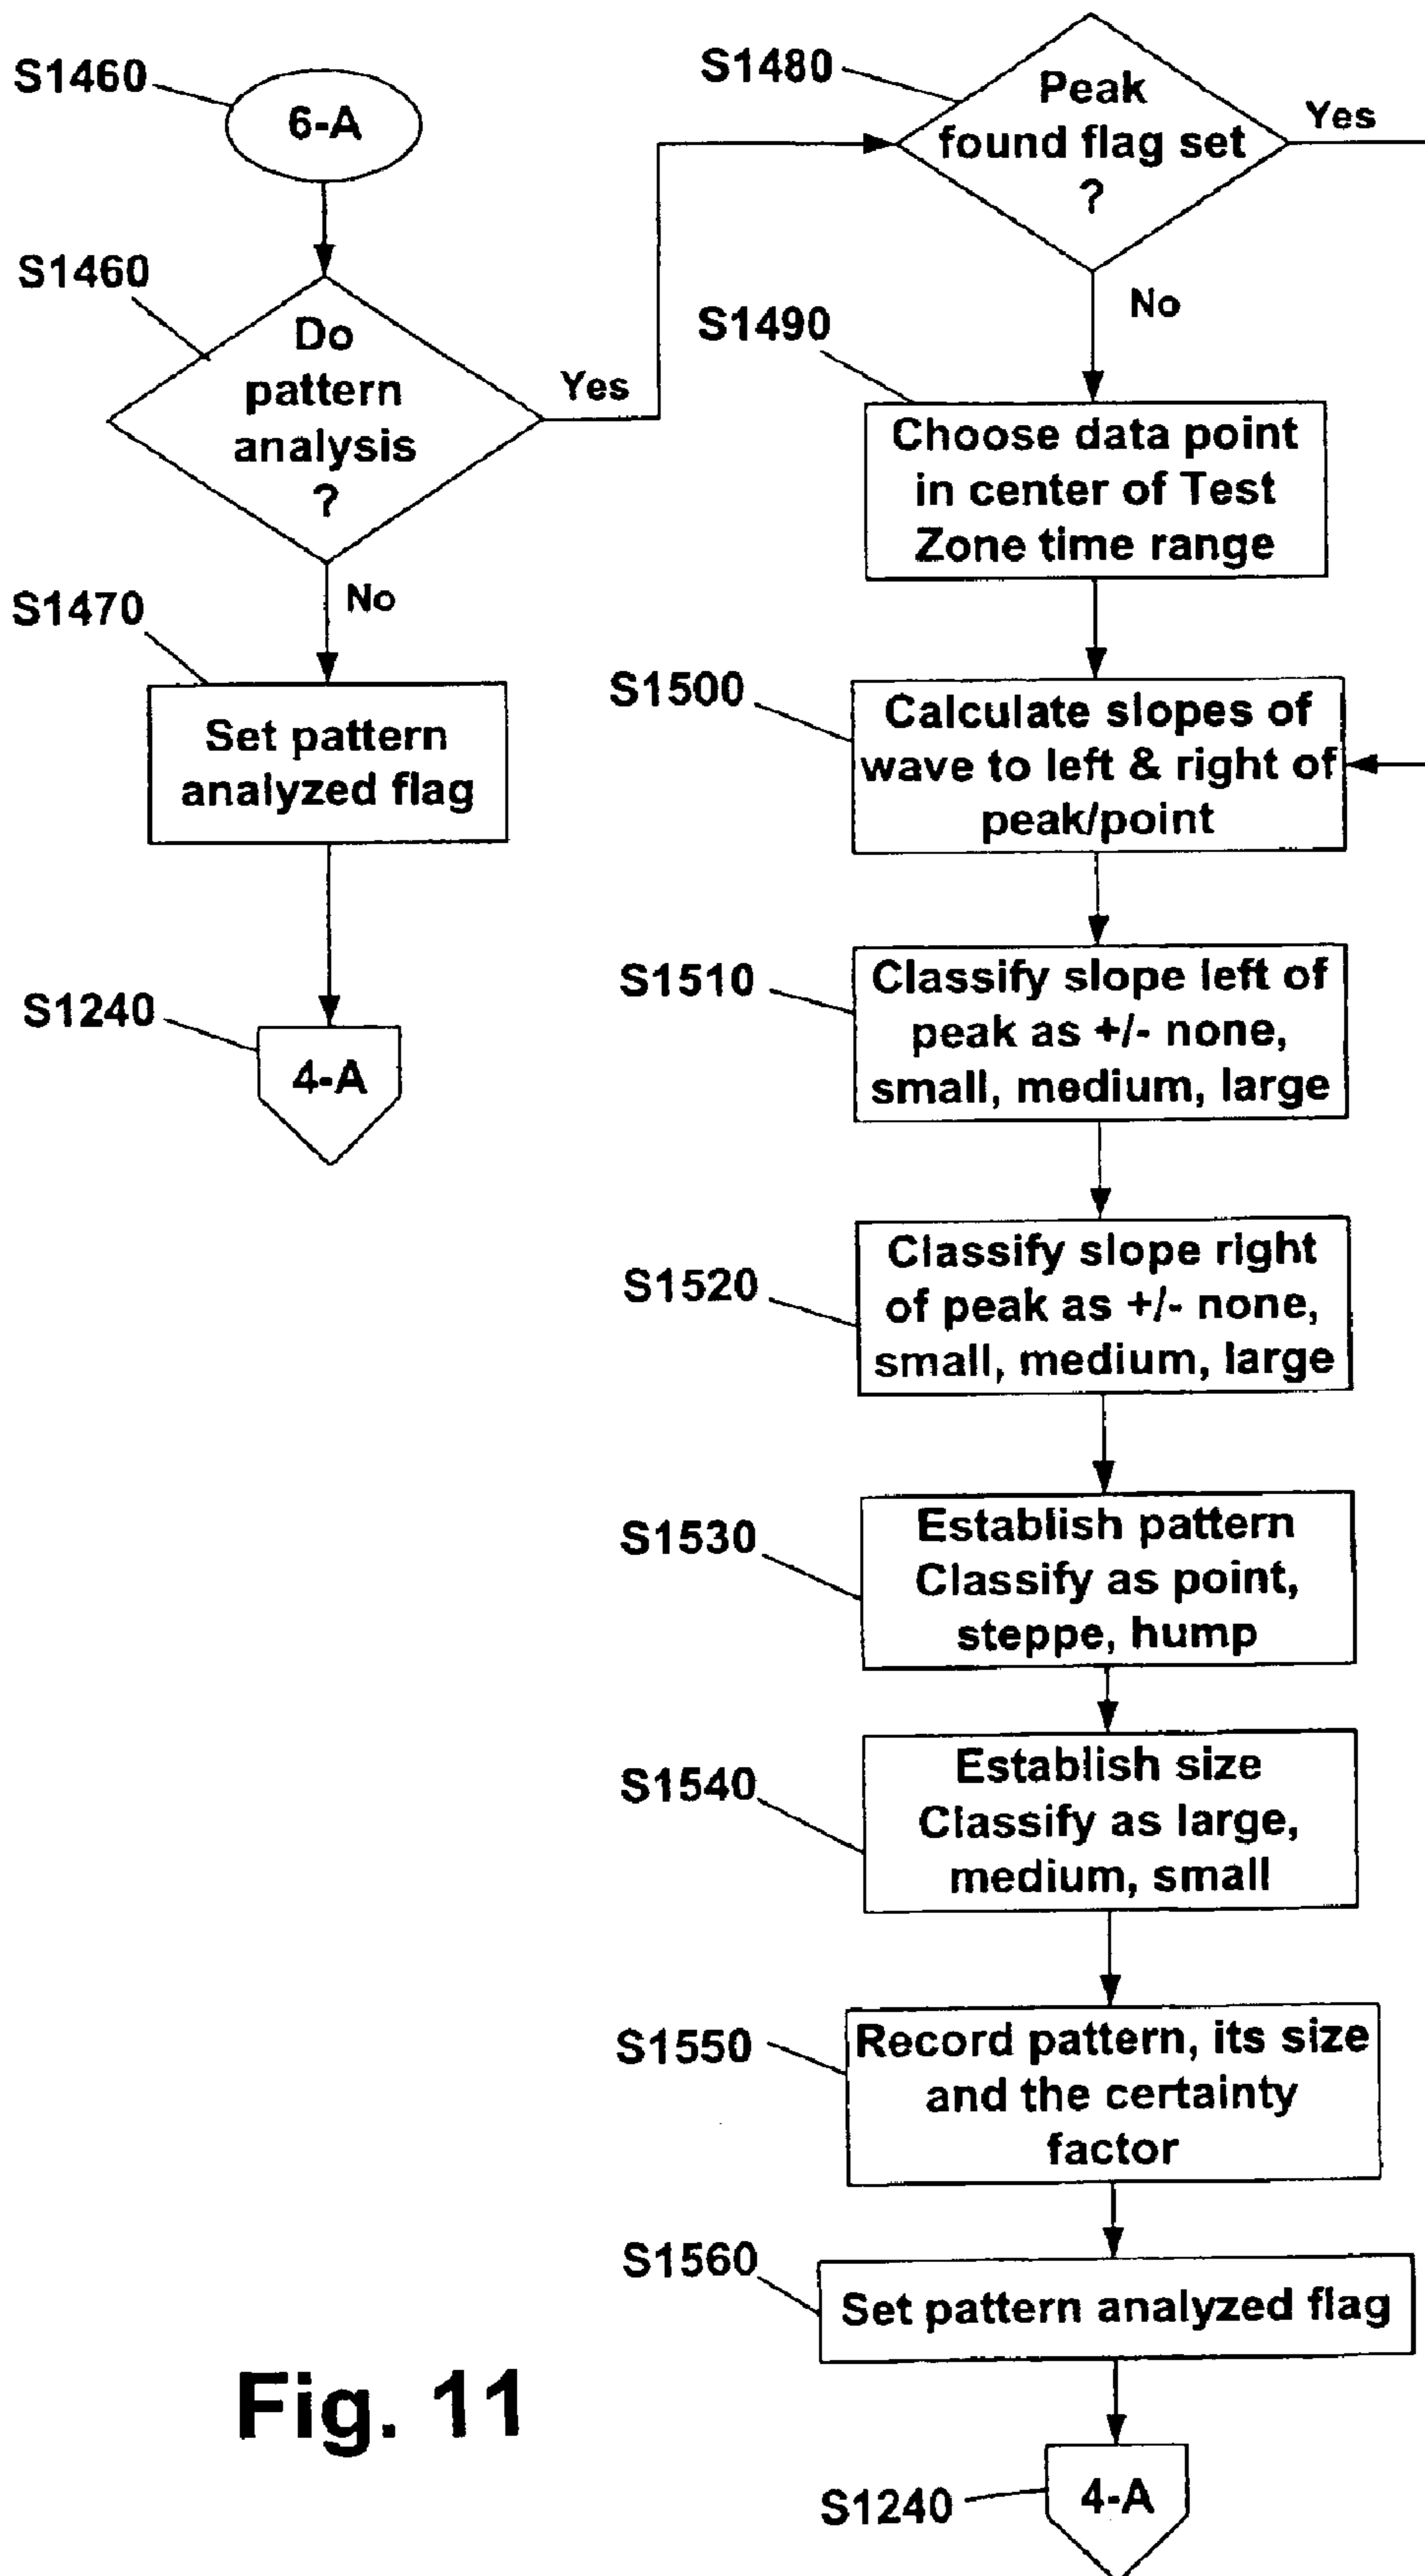 S1460
6-A
S1460
Do
pattern
analysis
?
Yes
No
S1470
Set pattern
analyzed flag
S1240
4-A
S1480
Peak
found flag set
?
Yes
No
S1490
Choose data point
in center of Test
Zone time range
S1500
Calculate slopes of
wave to left & right of
peak/point
S1510
Classify slope left of
peak as +/- none,
small, medium, large
S1520
Classify slope right
of peak as +/- none,
small, medium, large
S1530
Establish pattern
Classify as point,
steppe, hump
S1540
Establish size
Classify as large,
medium, small
S1550
Record pattern, its size
and the certainty
factor
S1560
Set pattern analyzed flag
S1240
4-A
Fig. 11